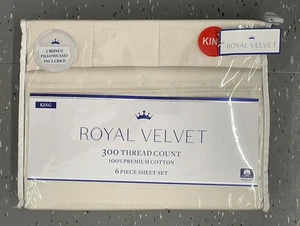 2 BONUS
PILLOWCASES
INCLUDED
KIN
ROYAL VELVET
KING
ROYAL VELVET
300 THREAD COUNT
100% PREMIUM COTTON
6 PIECE SHEET SET